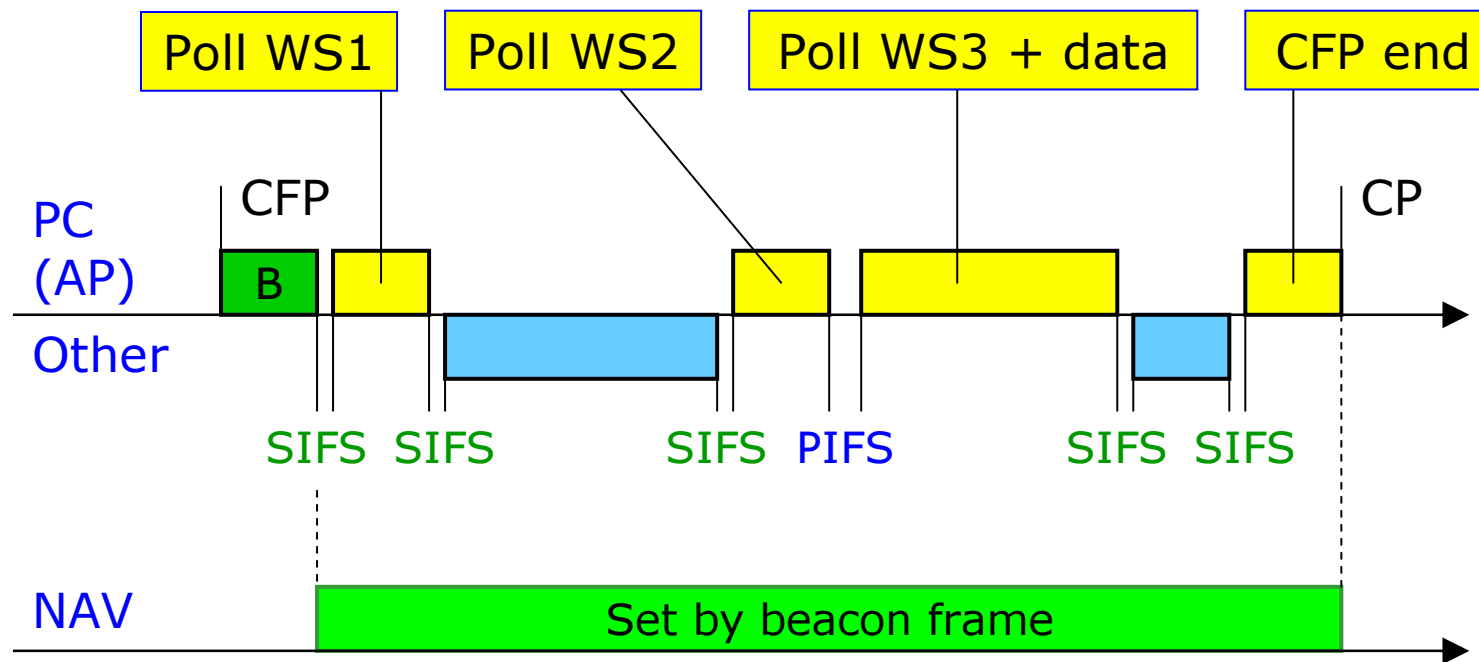 Poll WS1
Poll WS2
Poll WS3 + data
CFP end
CFP
CP
PC
(AP)
B
Other
SIFS
SIFS
SIFS
PIFS
SIFS
SIFS
NAV
Set by beacon frame